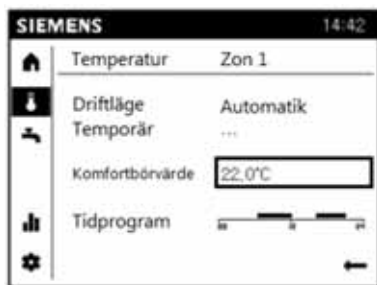 SIEMENS 14:42
Temperatur Zon 1
Driftläge Automatik
Temporär ...
Komfortbörvärde 22,0°C
Tidprogram